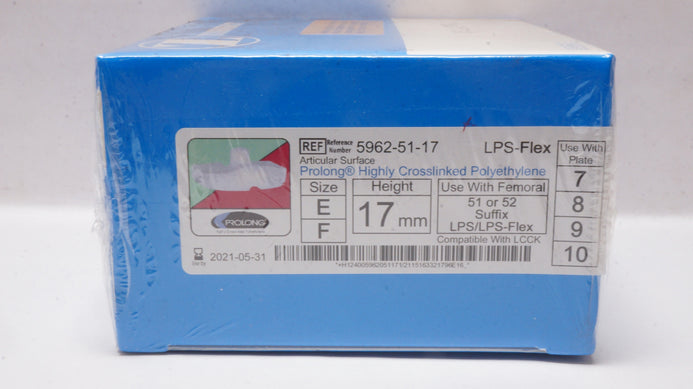 REF Reference Number 5962-51-17 LPS-Flex
Articular Surface
Prolong® Highly Crosslinked Polyethylene
Size
E
F
Height
17 mm
Use With Femoral
51 or 52
Suffix
LPS/LPS-Flex
Compatible With LCCK
Use With Plate
7
8
9
10
PROLONG
Use By 2021-05-31